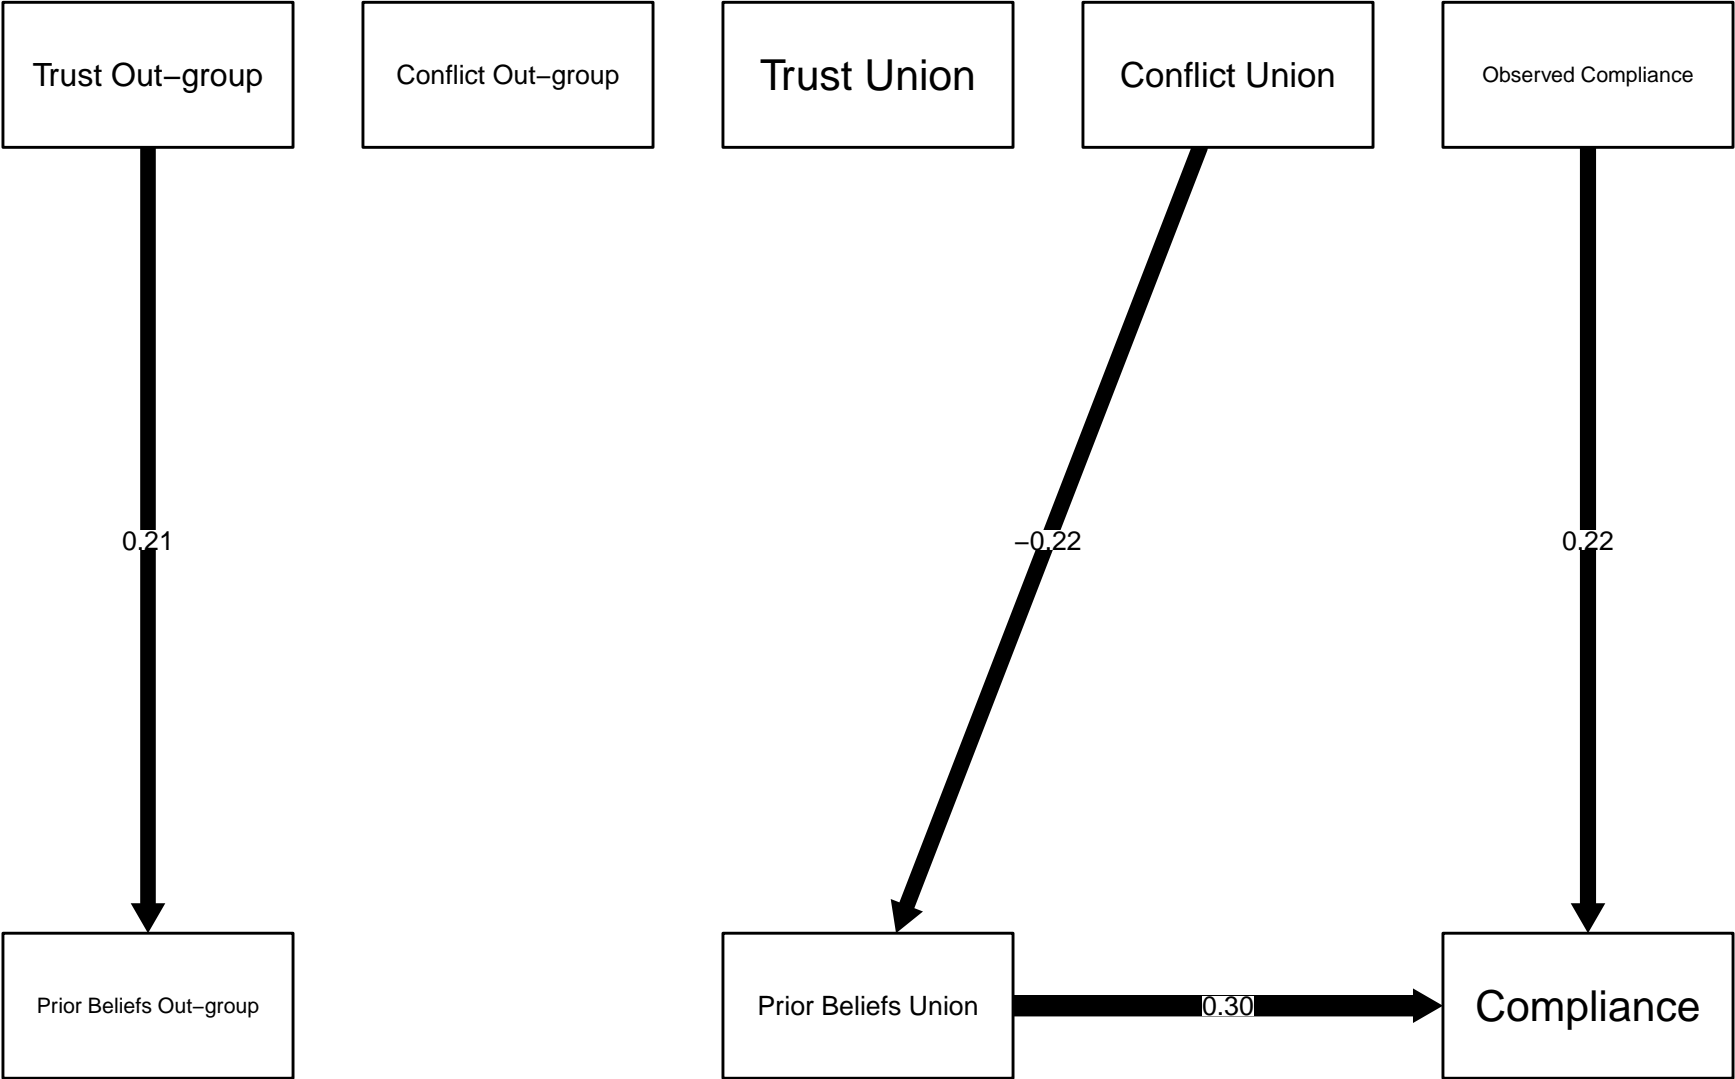 Trust Out−group
Conflict Out−group
Trust Union
Conflict Union
Observed Compliance
0.21
−0.22
0.22
Prior Beliefs Out−group
Prior Beliefs Union
0.30
Compliance